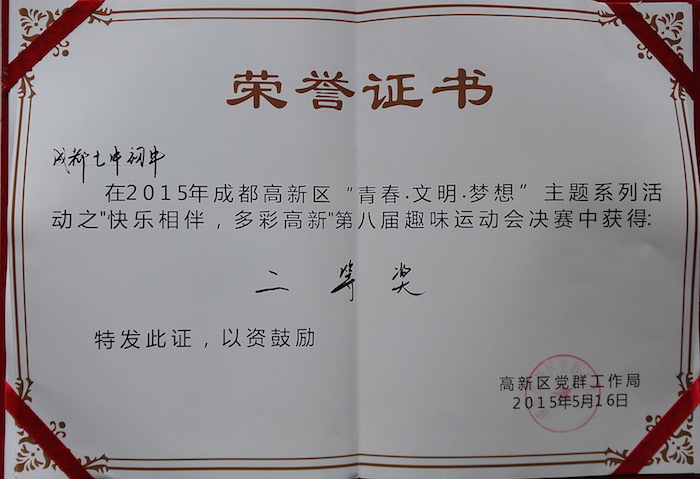 荣誉证书
成都七中初中
在2015年成都高新区“青春·文明·梦想”主题系列活
动之"快乐相伴，多彩高新"第八届趣味运动会决赛中获得:
二等奖
特发此证，以资鼓励
高新区党群工作局
2015年5月16日